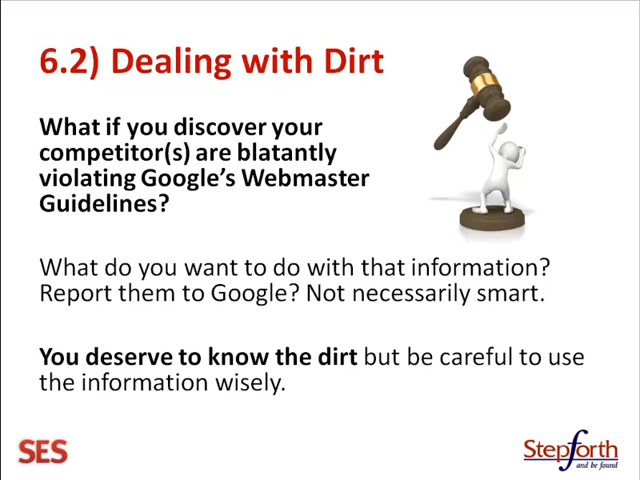 6.2) Dealing with Dirt
What if you discover your
competitor(s) are blatantly
violating Google's Webmaster
Guidelines?
What do you want to do with that information?
Report them to Google? Not necessarily smart.
You deserve to know the dirt but be careful to use
the information wisely.
SES
Stepforth
and be found